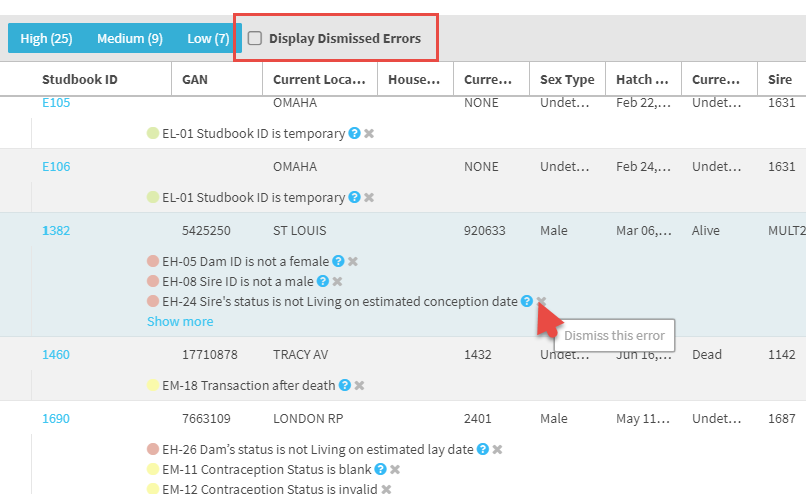 High (25) Medium (9) Low (7) Display Dismissed Errors
Studbook ID GAN Current Loca... House... Curre... Sex Type Hatch ... Curre... Sire
E105 OMAHA NONE Undet... Feb 22,... Undet... 1631
EL-01 Studbook ID is temporary ? ✖
E106 OMAHA NONE Undet... Feb 24,... Undet... 1631
EL-01 Studbook ID is temporary ? ✖
1382 5425250 ST LOUIS 920633 Male Mar 06,... Alive MULT2
EH-05 Dam ID is not a female ? ✖
EH-08 Sire ID is not a male ? ✖
EH-24 Sire's status is not Living on estimated conception date ? ✖
Show more
Dismiss this error
1460 17710878 TRACY AV 1432 Undet... Jun 16,... Dead 1142
EM-18 Transaction after death ? ✖
1690 7663109 LONDON RP 2401 Male May 11... Undet... 1687
EH-26 Dam's status is not Living on estimated lay date ? ✖
EM-11 Contraception Status is blank ? ✖
EM-12 Contraception Status is invalid ✖